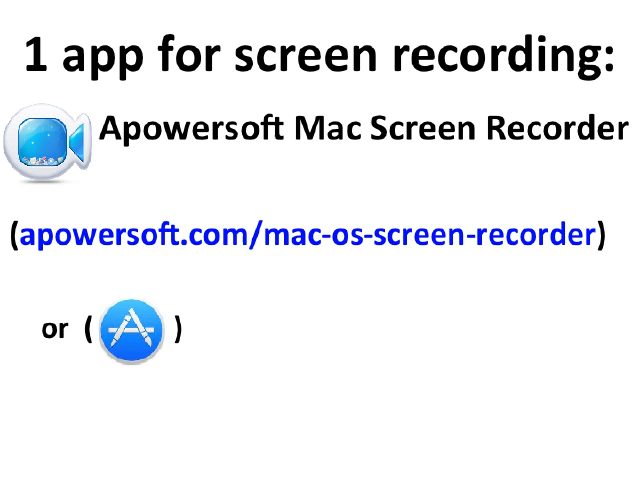 1 app for screen recording:
Apowersoft Mac Screen Recorder
(apowersoft.com/mac-os-screen-recorder)
or ( )